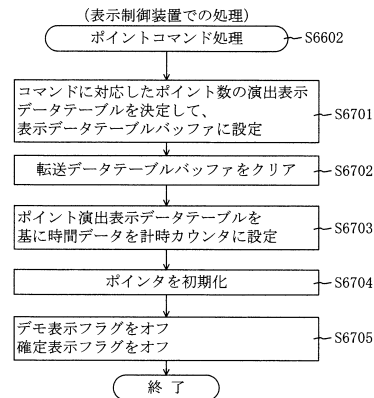 (表示制御装置での処理)
ポイントコマンド処理
S6602
コマンドに対応したポイント数の演出表示
データテーブルを決定して、
表示データテーブルバッファに設定
S6701
転送データテーブルバッファをクリア
S6702
ポイント演出表示データテーブルを
基に時間データを計時カウンタに設定
S6703
ポインタを初期化
S6704
デモ表示フラグをオフ
確定表示フラグをオフ
S6705
終了